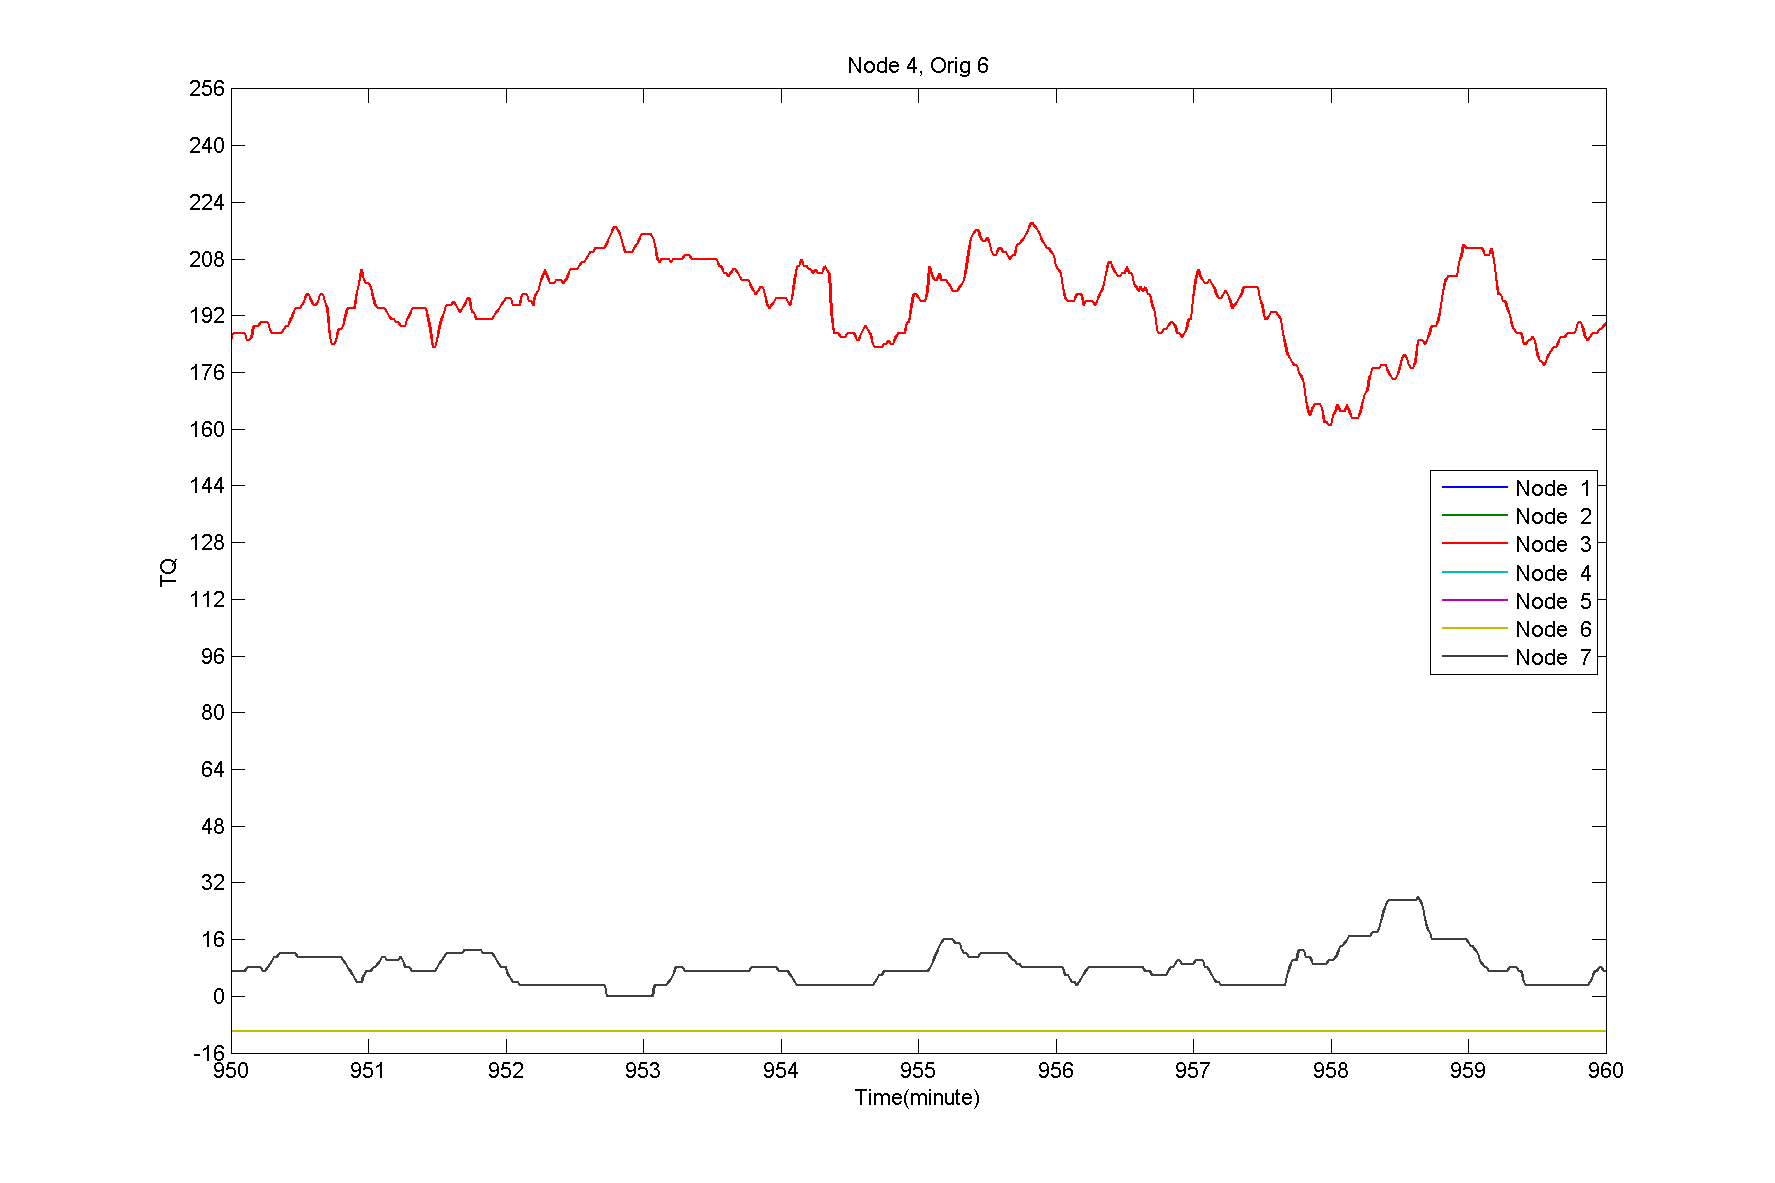 Node 4, Orig 6
256
240
224
208
192
176
160
144
128
112
96
80
64
48
32
16
0
-16
TQ
Node 1
Node 2
Node 3
Node 4
Node 5
Node 6
Node 7
950 951 952 953 954 955 956 957 958 959 960
Time(minute)